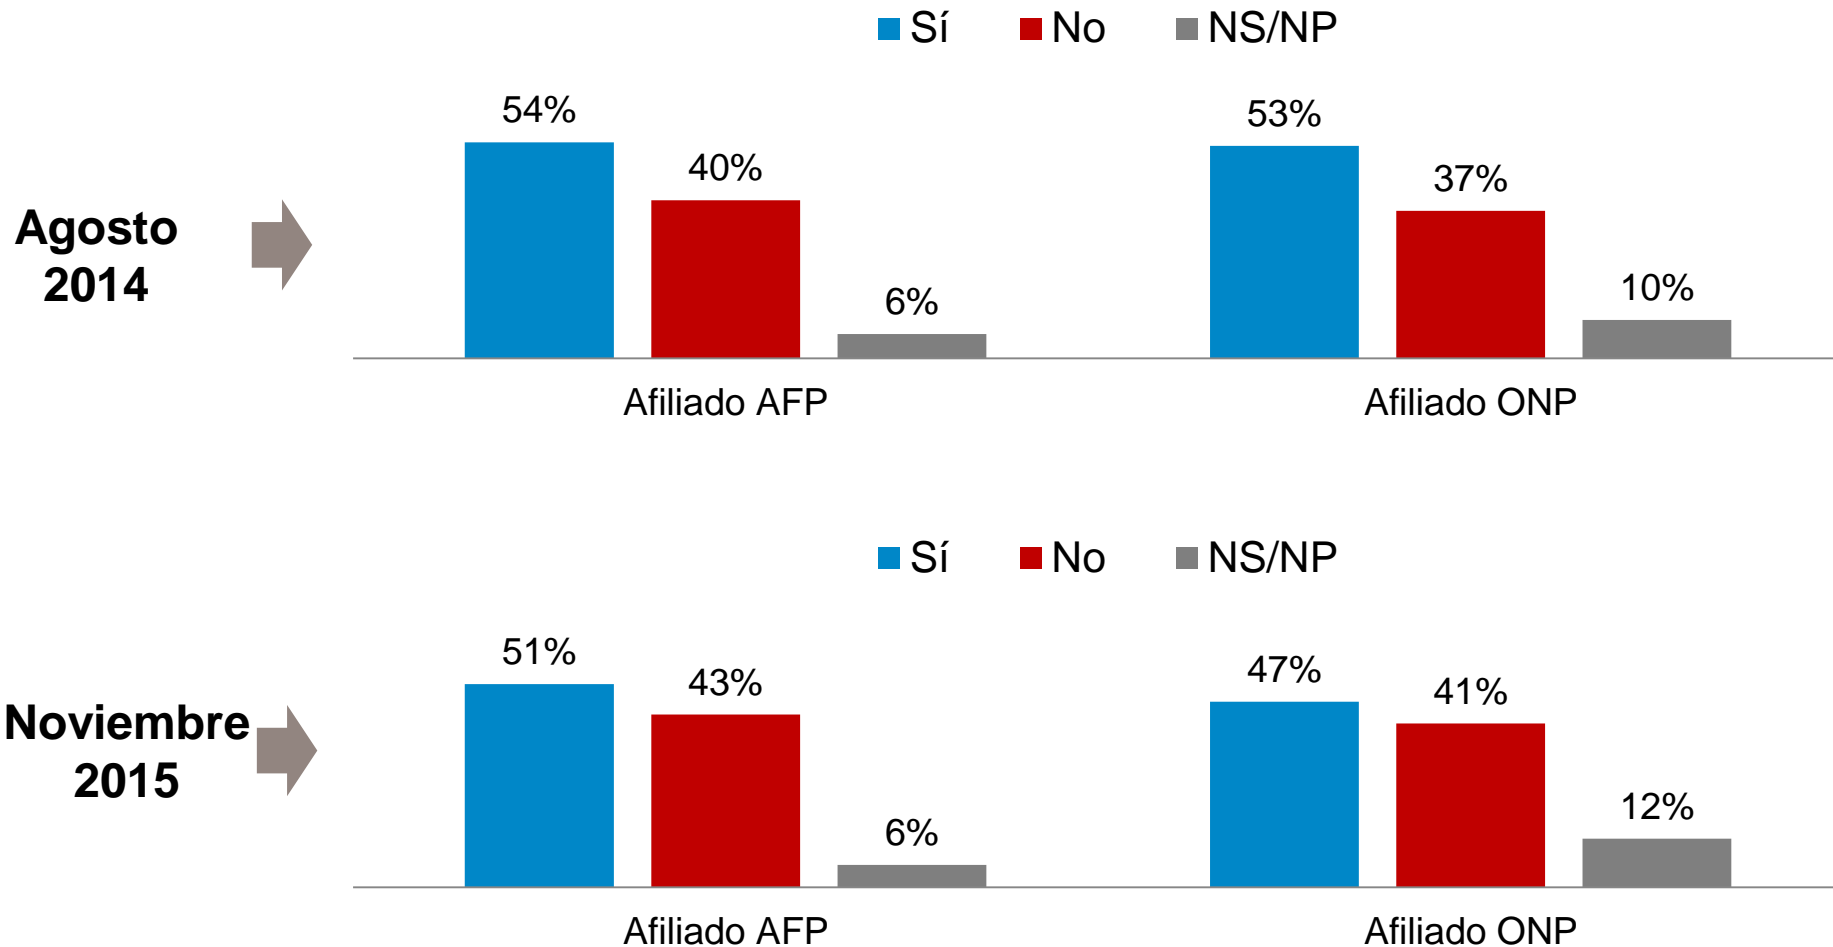 Sí No NS/NP
54%
40%
6%
53%
37%
10%
Agosto
2014
Afiliado AFP
Afiliado ONP
Sí No NS/NP
51%
43%
6%
47%
41%
12%
Noviembre
2015
Afiliado AFP
Afiliado ONP